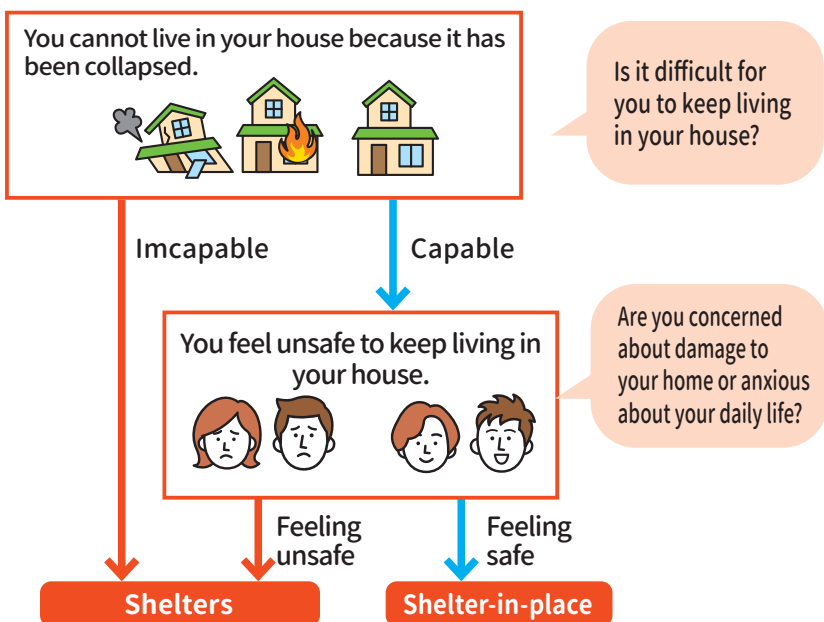 You cannot live in your house because it has
been collapsed.
Is it difficult for
you to keep living
in your house?
Imcapable
Capable
You feel unsafe to keep living in
your house.
Are you concerned
about damage to
your home or anxious
about your daily life?
Feeling
unsafe
Feeling
safe
Shelters
Shelter-in-place